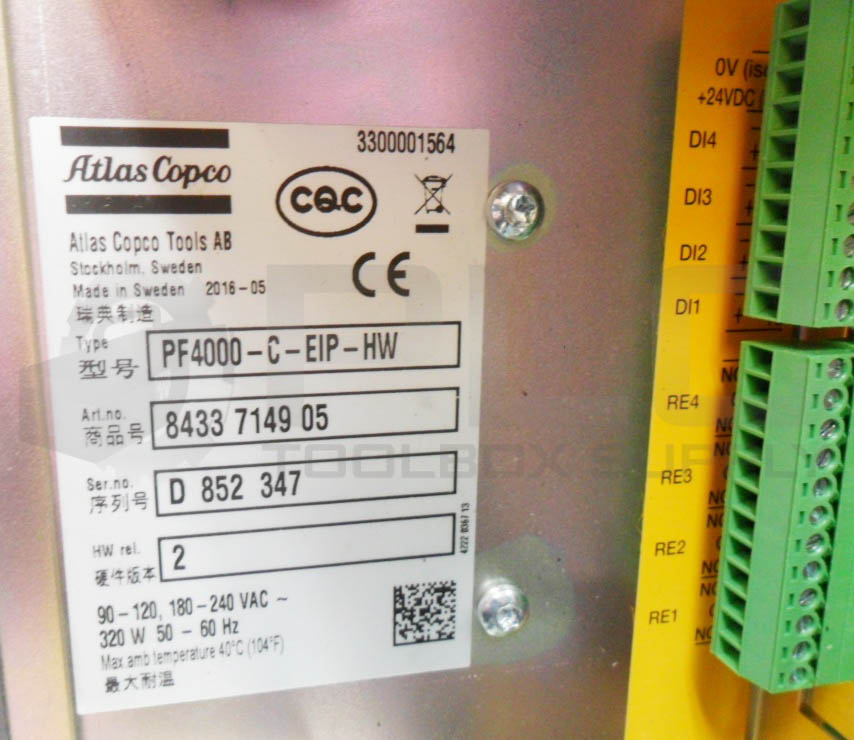 3300001564
Atlas Copco
CQC
Atlas Copco Tools AB
Stockholm, Sweden
Made in Sweden 2016-05
CE
瑞典制造
Type
型号 PF4000-C-EIP-HW
Art.no.
商品号 8433 7149 05
Ser.no.
序列号 D 852 347
HW rel.
硬件版本 2
4222 0367 13
90-120, 180-240 VAC ~
320 W 50-60 Hz
Max.amb temperature 40°C (104°F)
最大耐温
0V
+24VDC
DI4
DI3
DI2
DI1
RE4
RE3
RE2
RE1
TOOLBOX SUPPLY